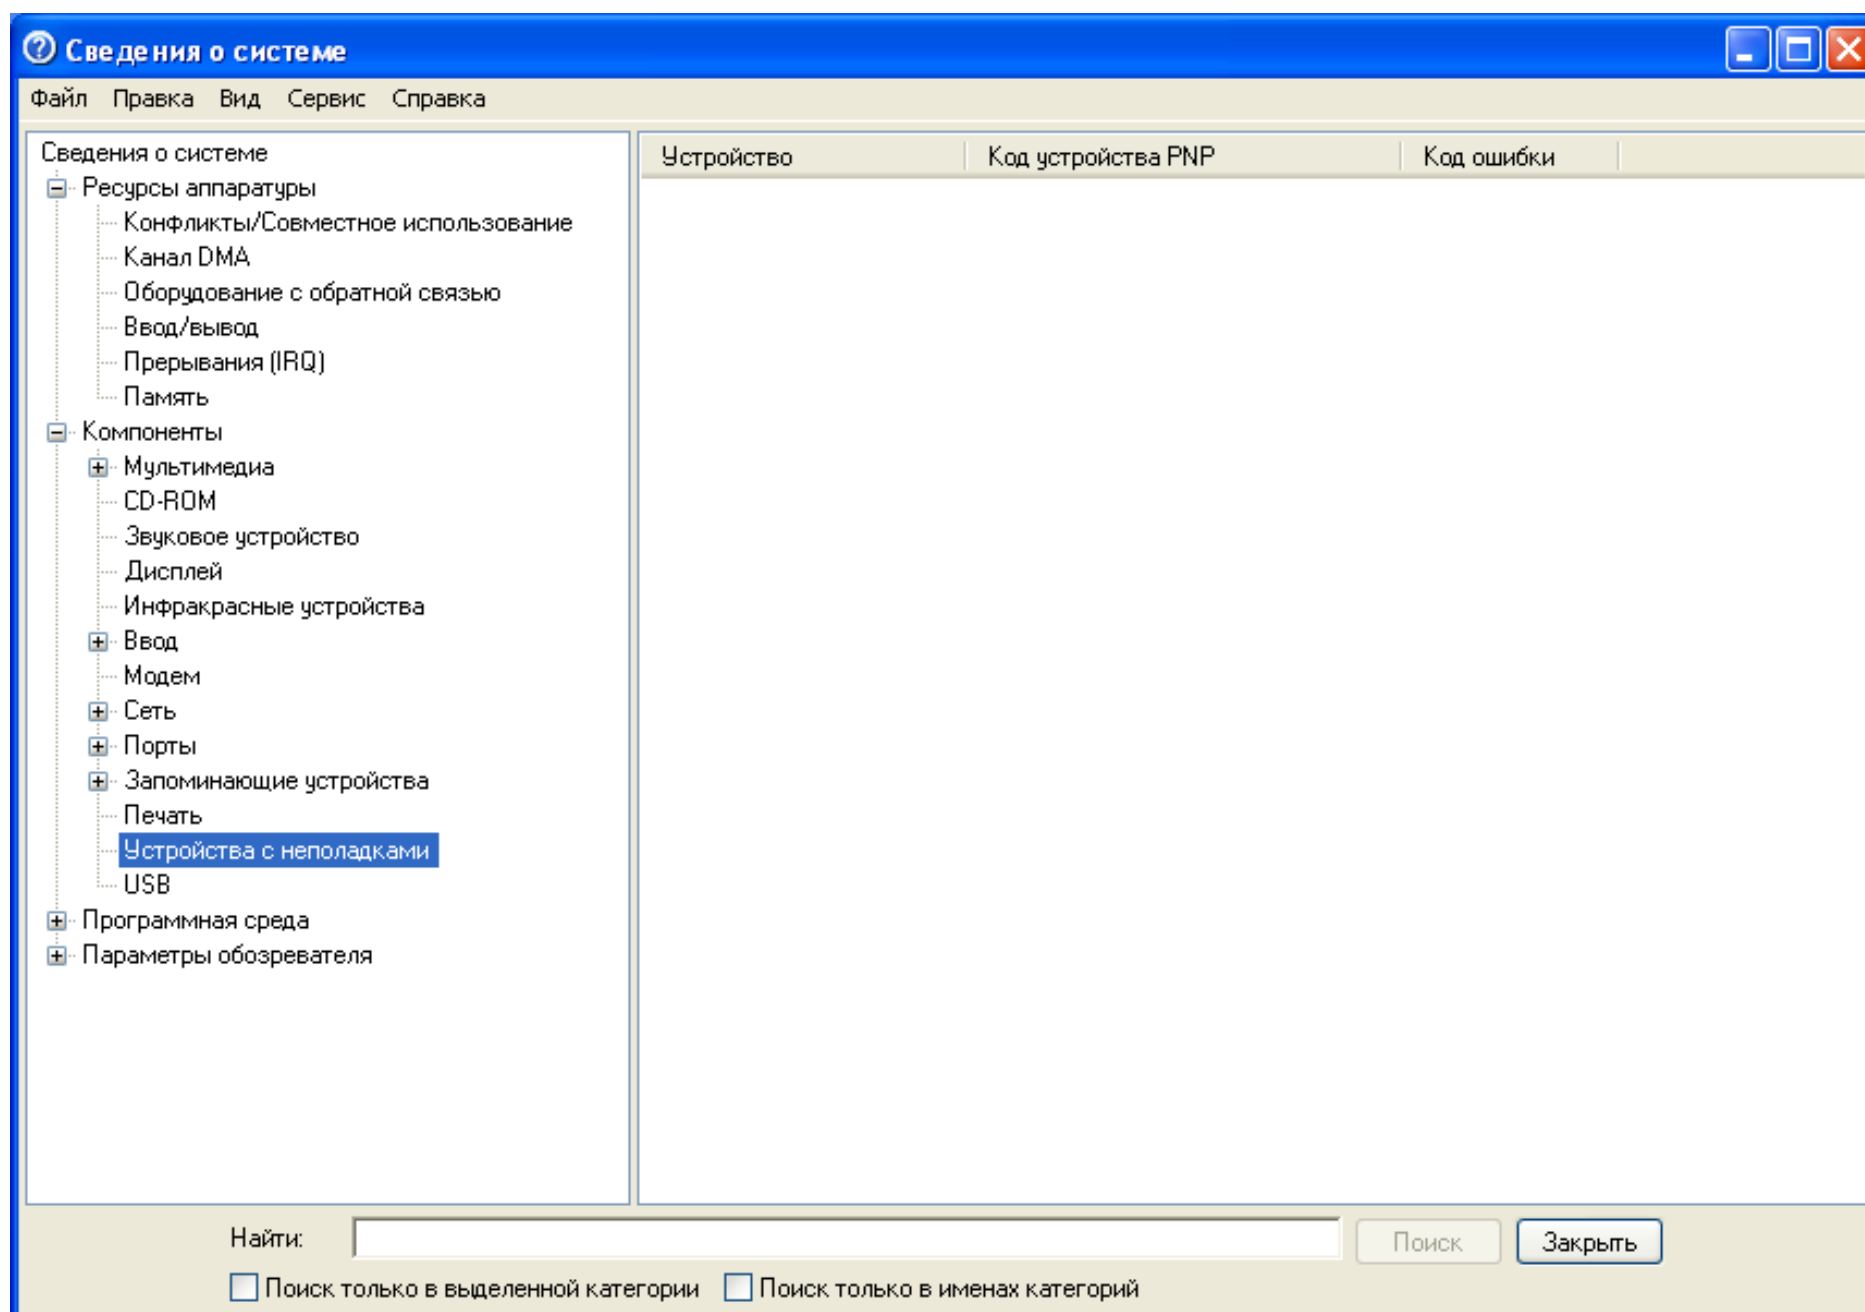 Сведения о системе
Файл Правка Вид Сервис Справка
Сведения о системе
Ресурсы аппаратуры
Конфликты/Совместное использование
Канал DMA
Оборудование с обратной связью
Ввод/вывод
Прерывания (IRQ)
Память
Компоненты
Мультимедиа
CD-ROM
Звуковое устройство
Дисплей
Инфракрасные устройства
Ввод
Модем
Сеть
Порты
Запоминающие устройства
Печать
Устройства с неполадками
USB
Программная среда
Параметры обозревателя
Устройство Код устройства PNP Код ошибки
Найти: Поиск Закрыть
Поиск только в выделенной категории Поиск только в именах категорий